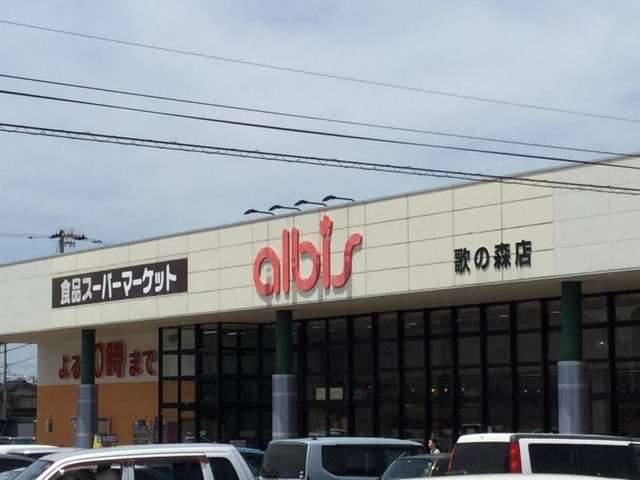 食品スーパーマーケット
albis
歌の森店
よる10時まで